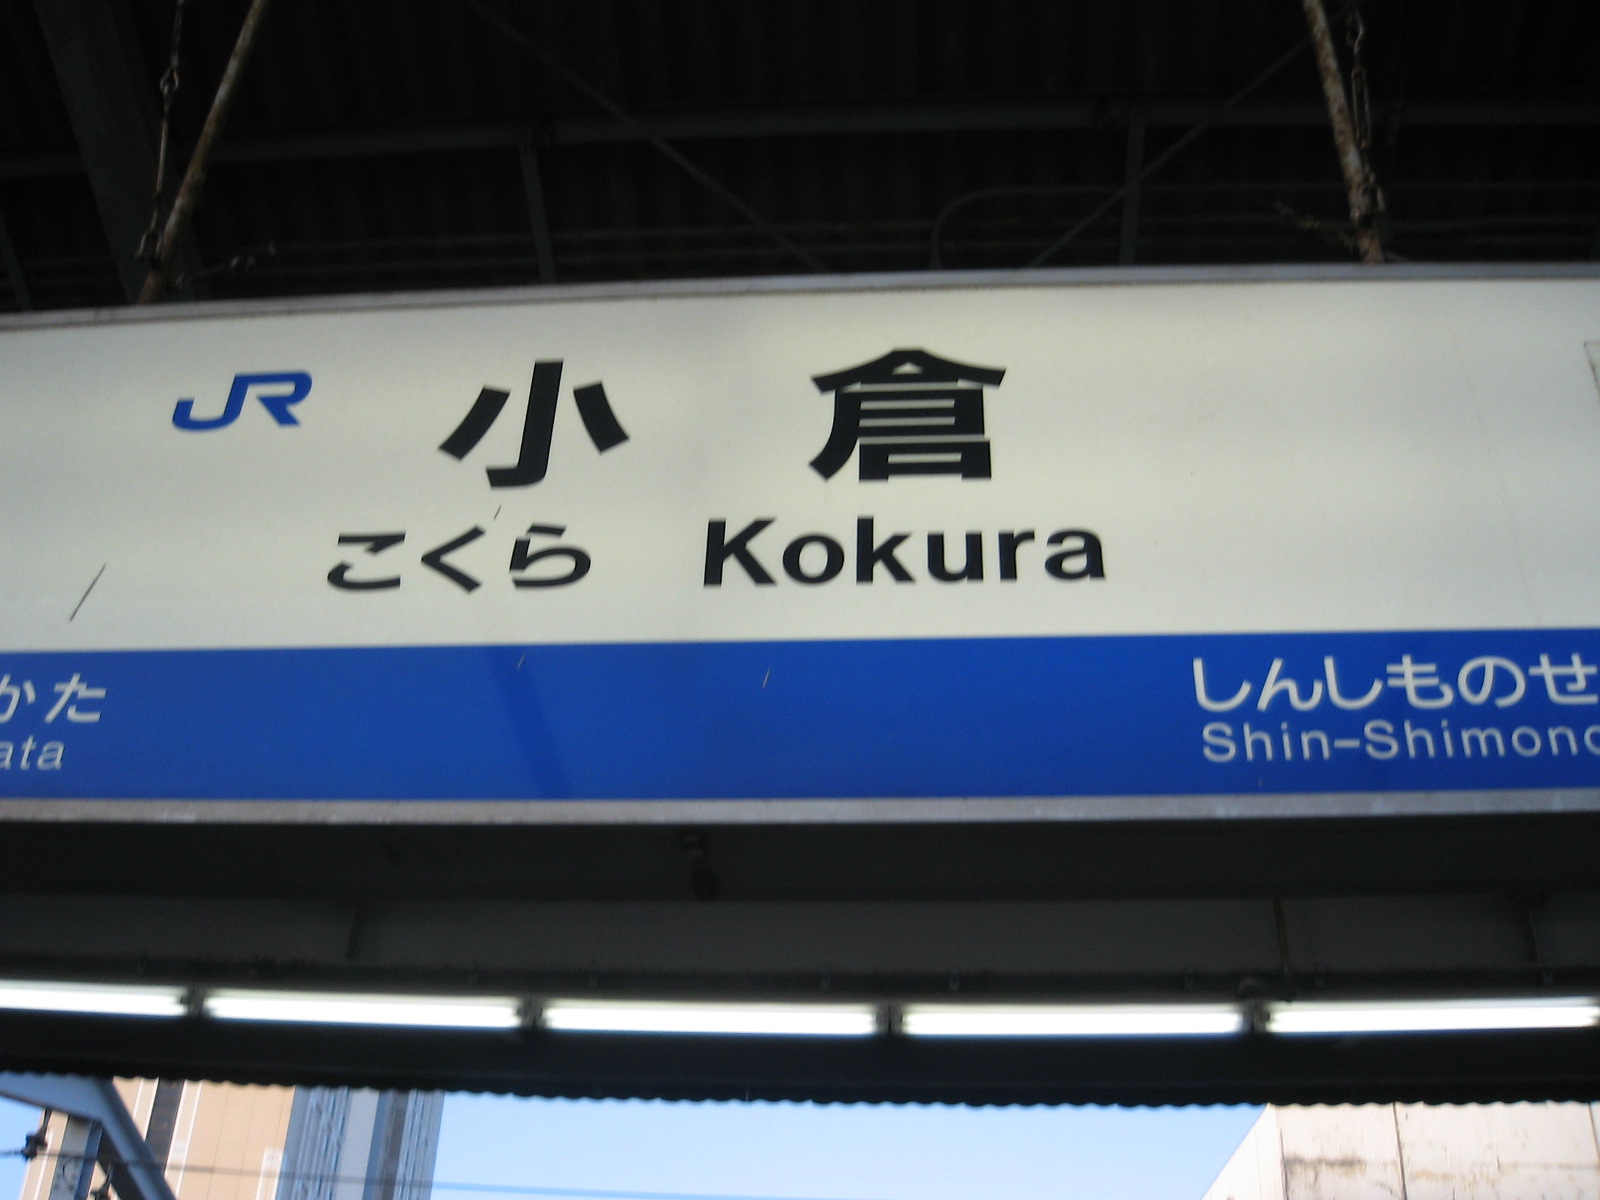 JR 小倉
こくら Kokura
かた しんしものせ
ata Shin-Shimono